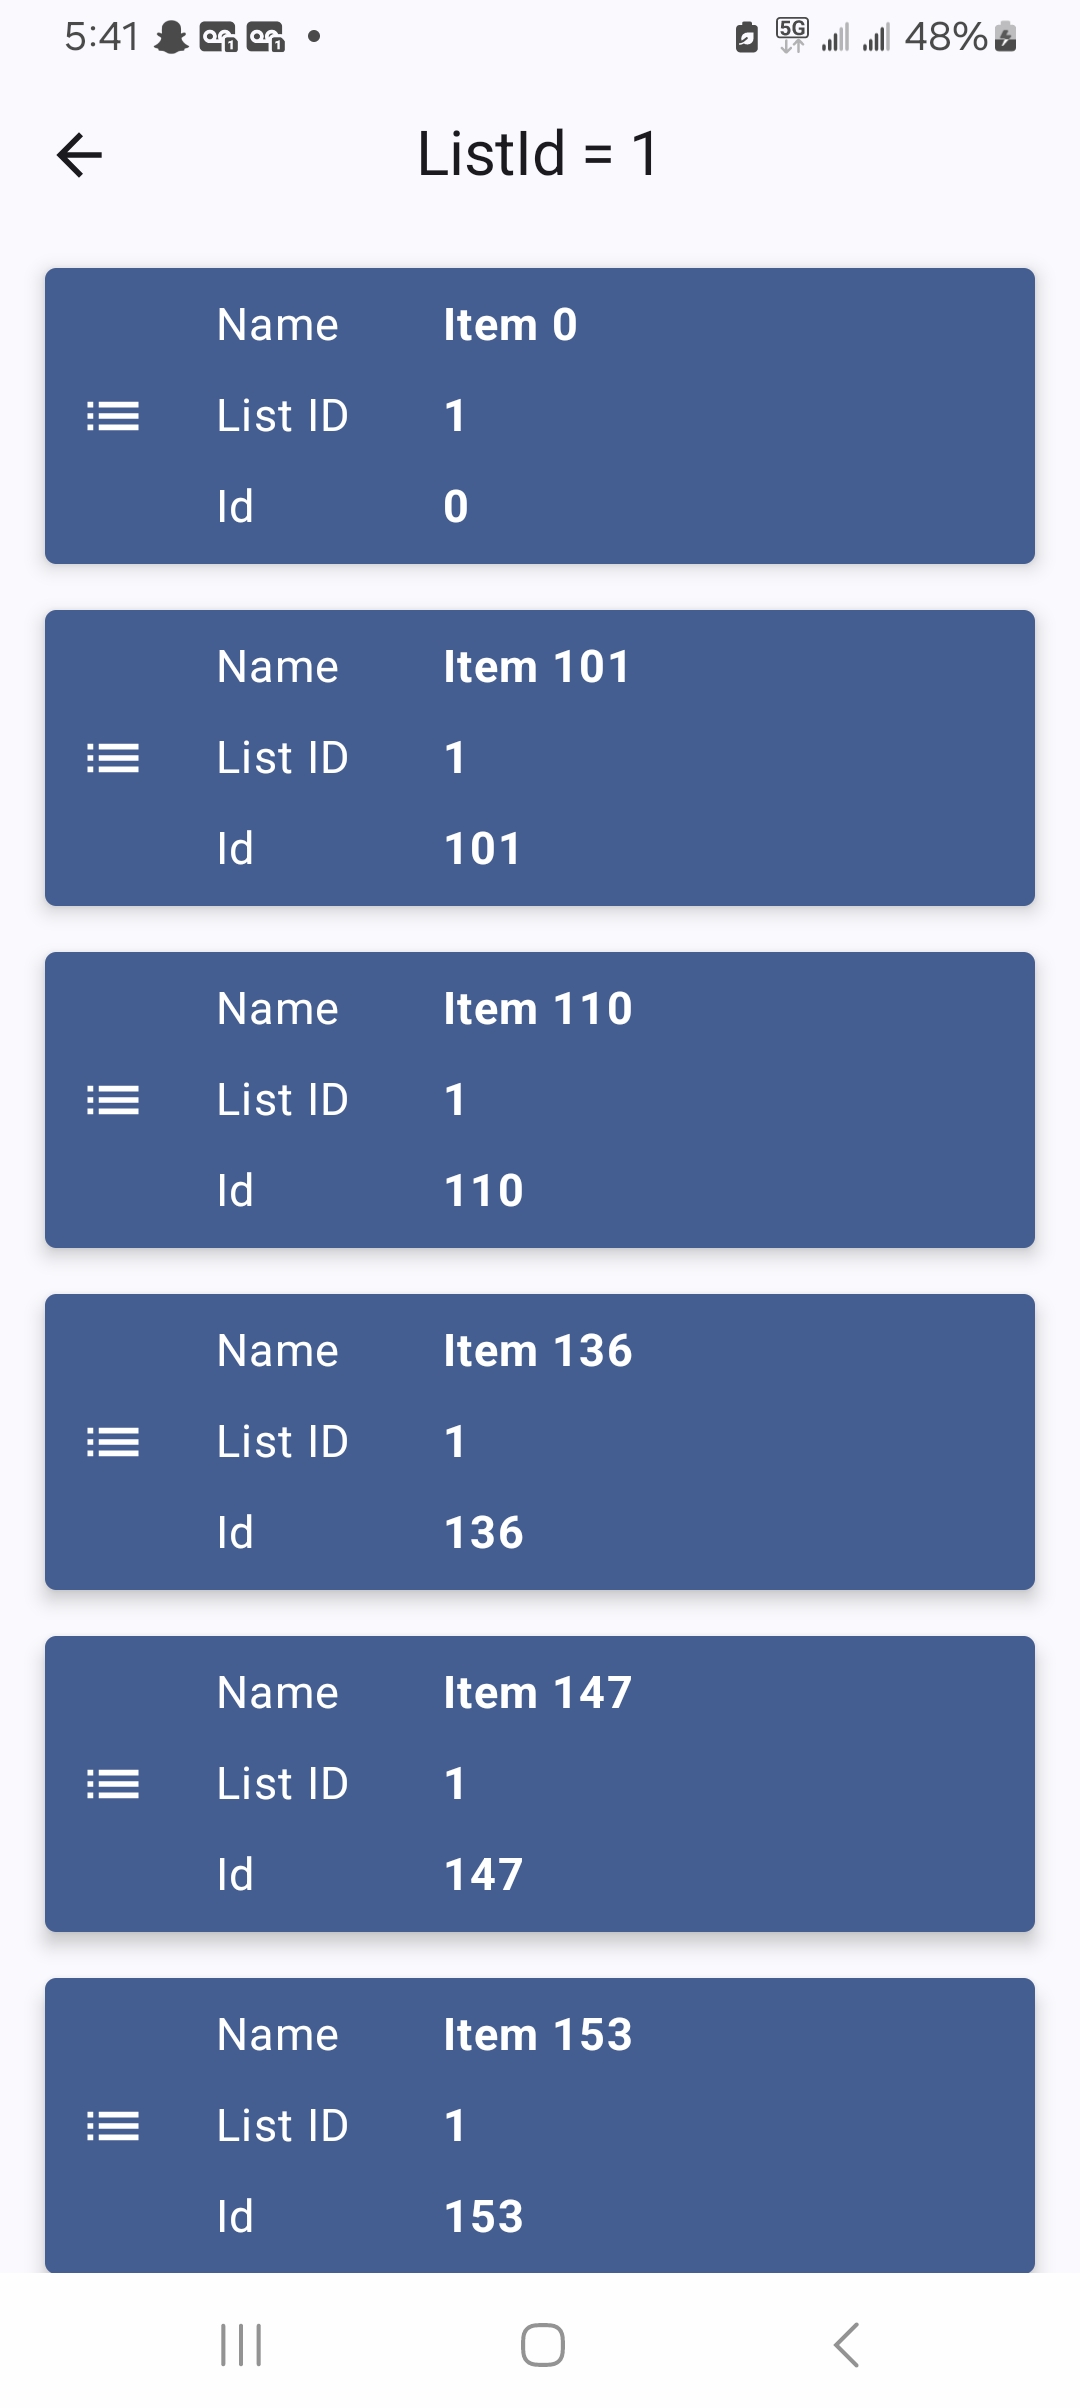 5:41 5G 48%
ListId = 1
Name Item 0
List ID 1
Id 0
Name Item 101
List ID 1
Id 101
Name Item 110
List ID 1
Id 110
Name Item 136
List ID 1
Id 136
Name Item 147
List ID 1
Id 147
Name Item 153
List ID 1
Id 153